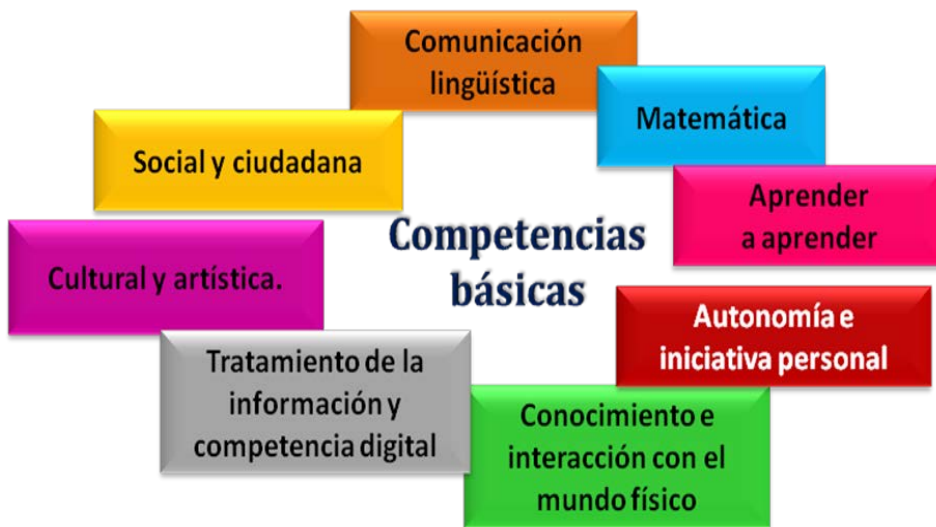 Comunicación
lingüística
Matemática
Social y ciudadana
Aprender
a aprender
Competencias
básicas
Cultural y artística.
Autonomía e
iniciativa personal
Tratamiento de la
información y
competencia digital
Conocimiento e
interacción con el
mundo físico